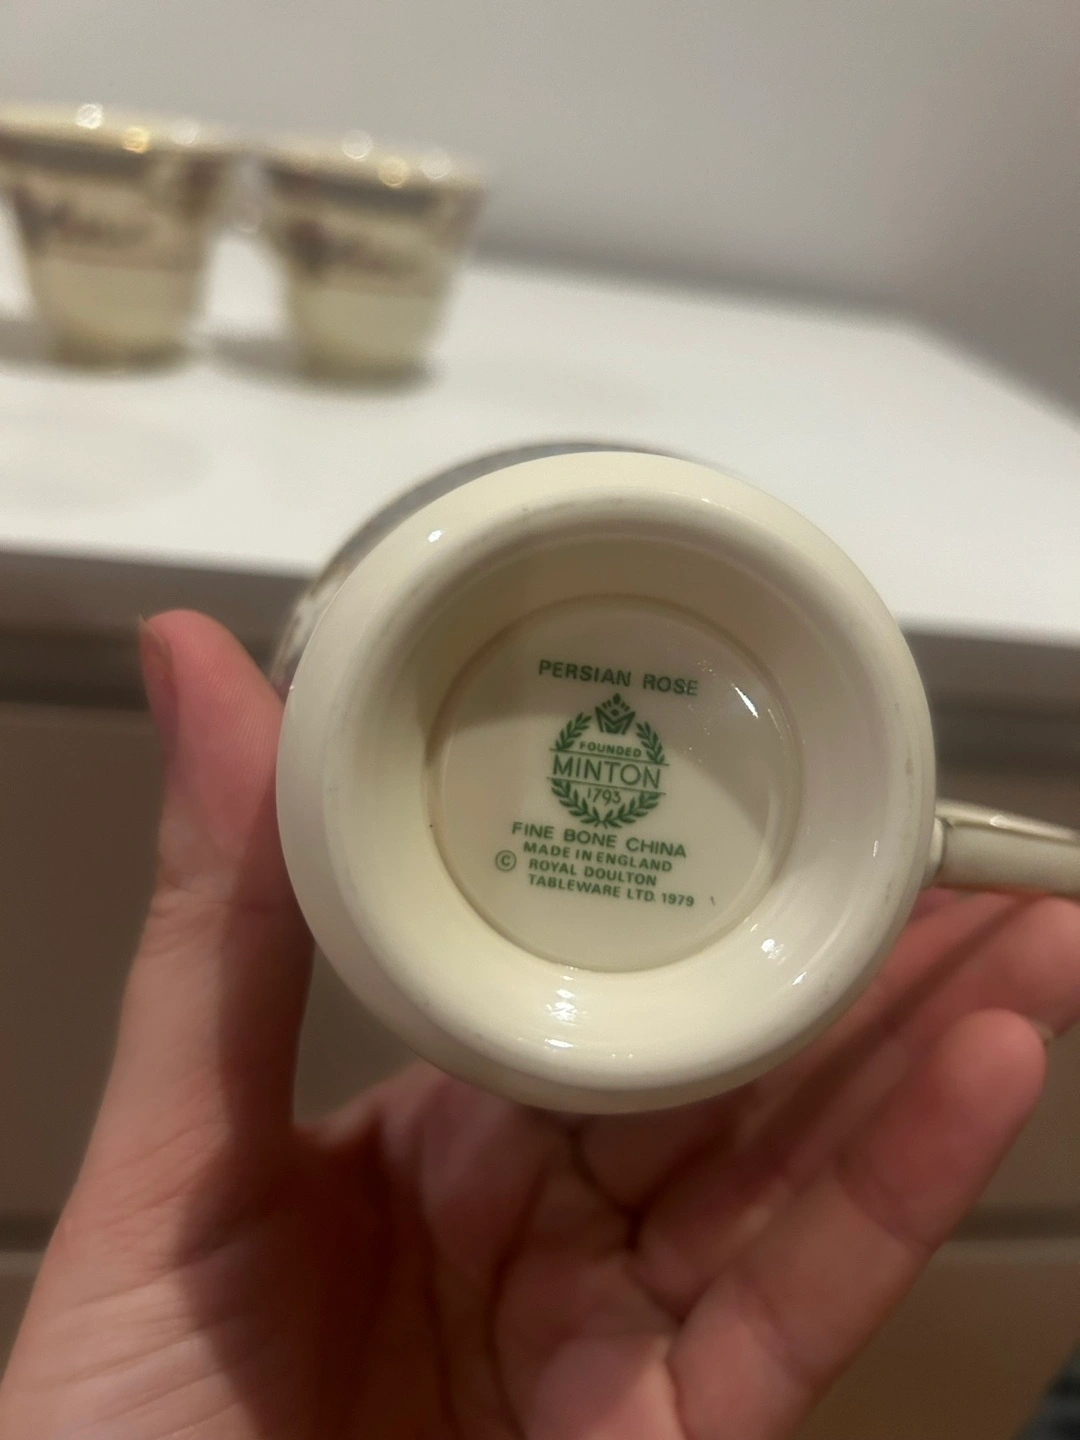 PERSIAN ROSE
FOUNDED
MINTON
1793
FINE BONE CHINA
MADE IN ENGLAND
© ROYAL DOULTON
TABLEWARE LTD. 1979